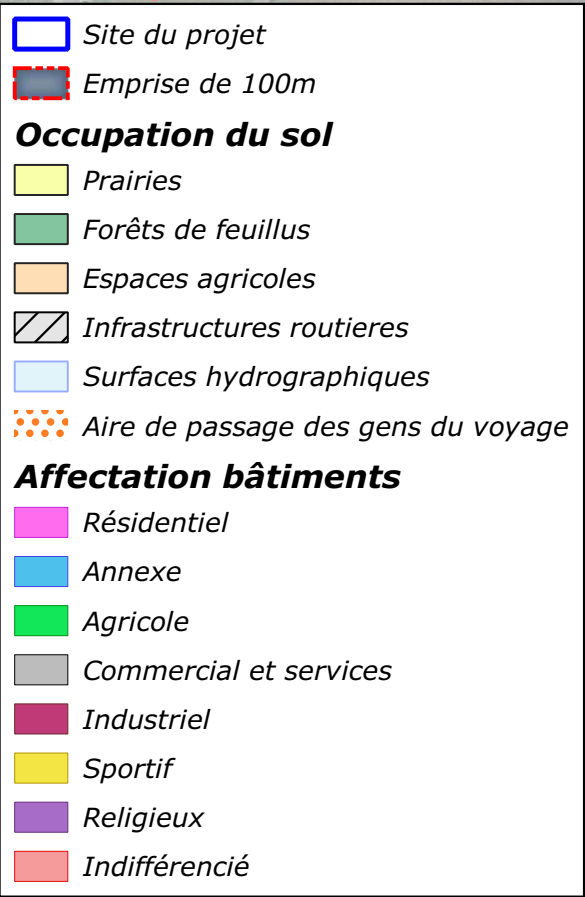 Site du projet
Emprise de 100m
Occupation du sol
Prairies
Forêts de feuillus
Espaces agricoles
Infrastructures routieres
Surfaces hydrographiques
Aire de passage des gens du voyage
Affectation bâtiments
Résidentiel
Annexe
Agricole
Commercial et services
Industriel
Sportif
Religieux
Indifférencié